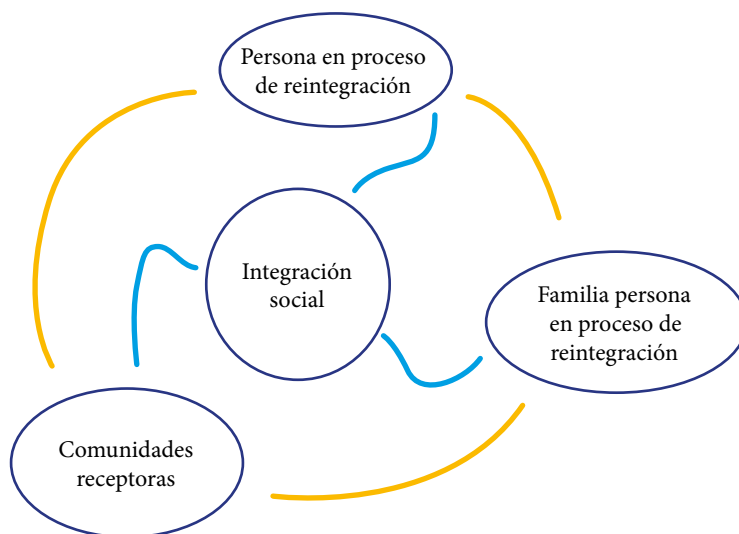 Persona en proceso
de reintegración
Integración
social
Familia persona
en proceso de
reintegración
Comunidades
receptoras